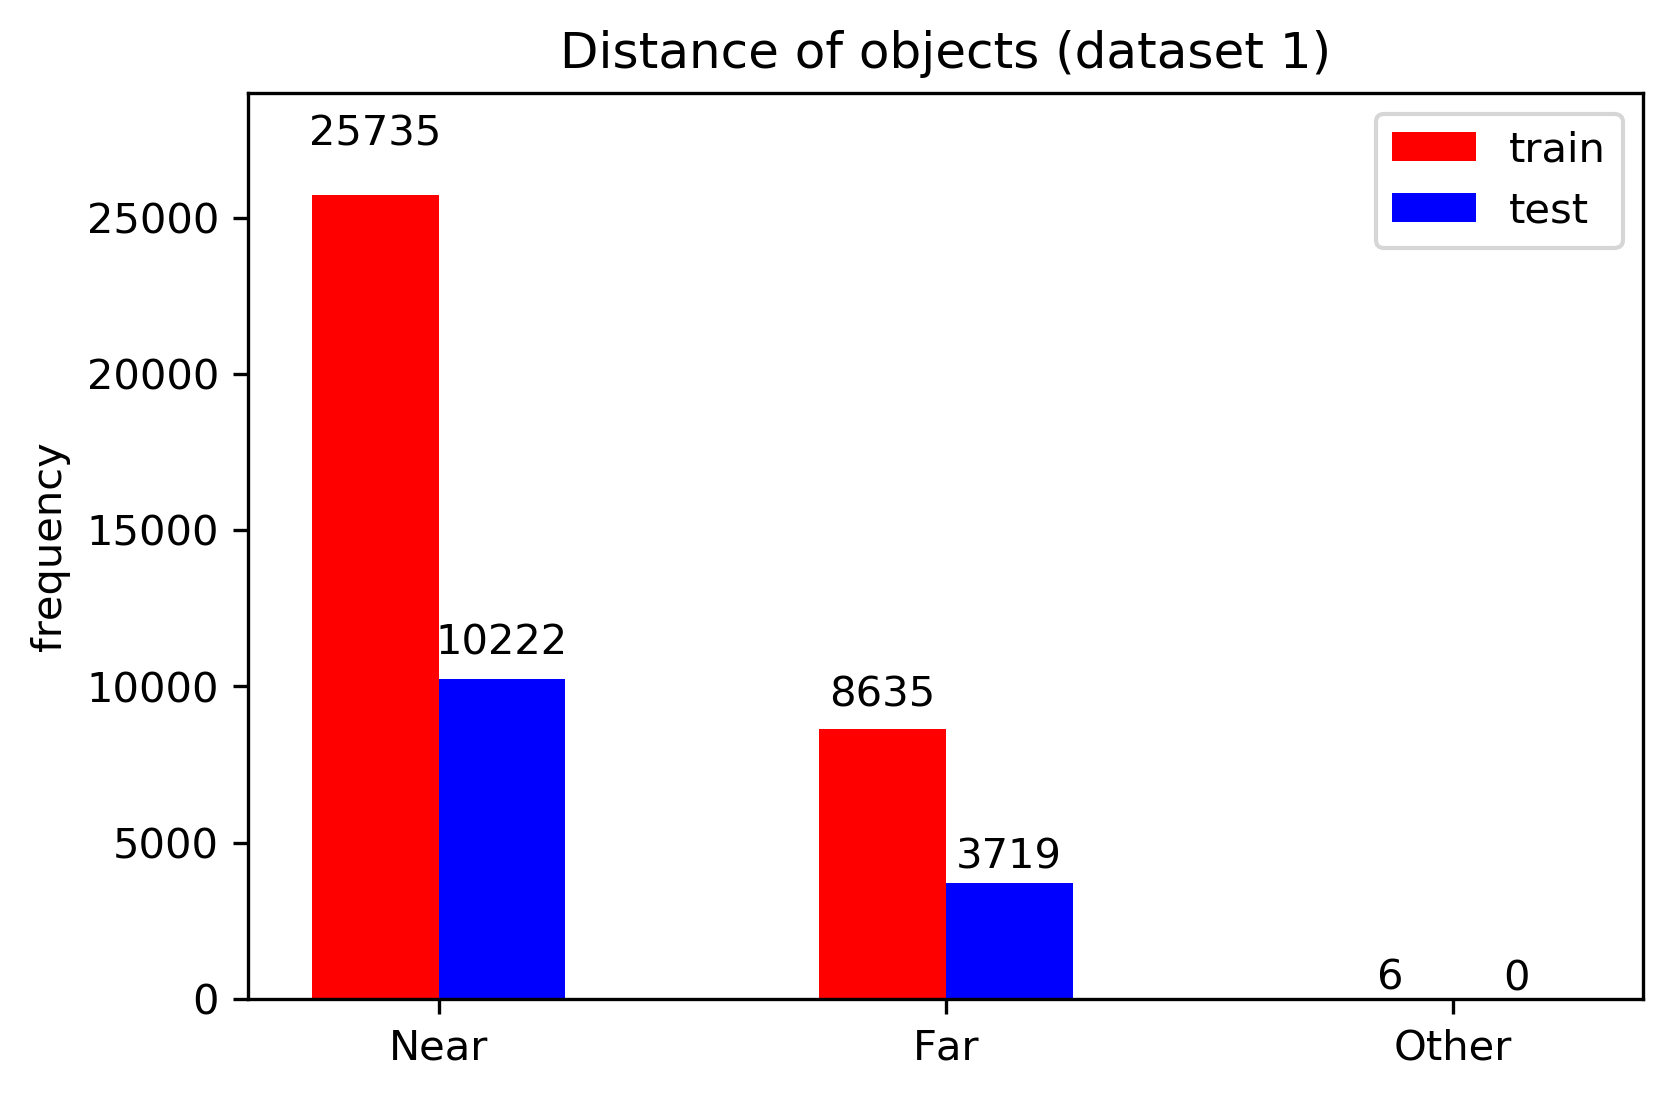 Distance of objects (dataset 1)
25735
train
test
25000
20000
frequency
15000
10222
10000
8635
5000
3719
6
0
0
Near
Far
Other